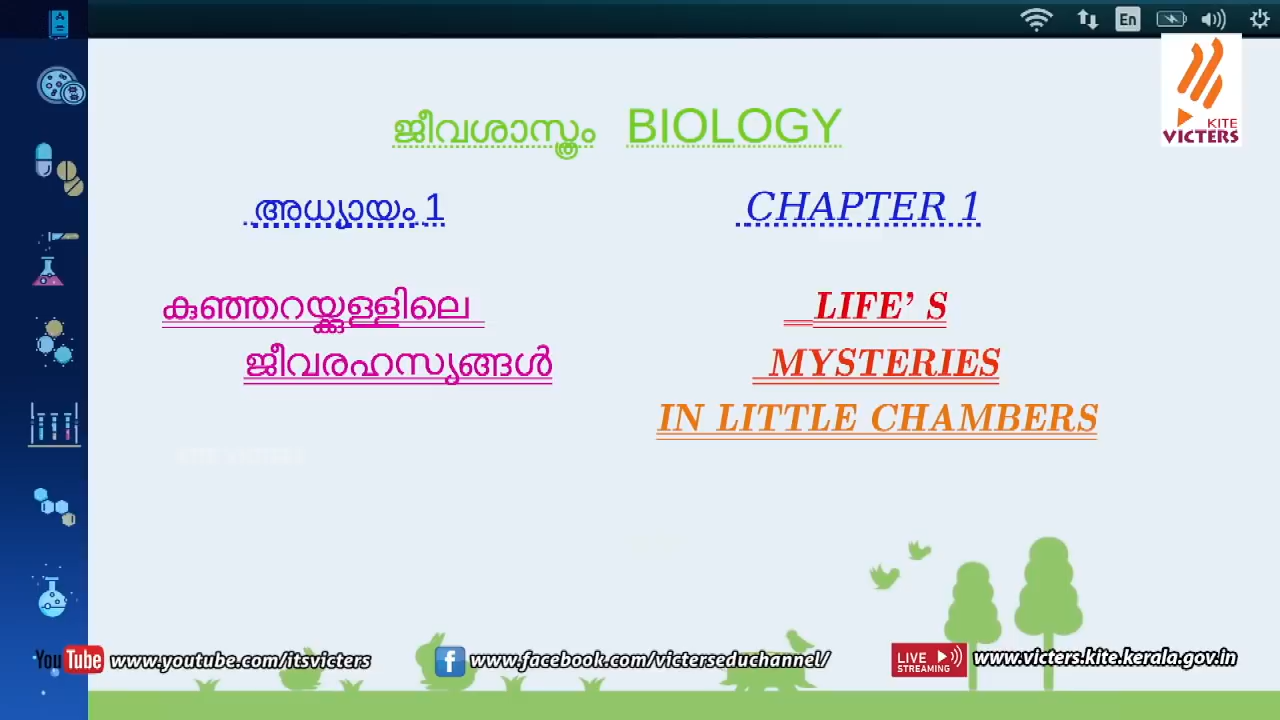 En
KITE
VICTERS
ജീവശാസ്ത്രം BIOLOGY
അധ്യായം 1
CHAPTER 1
കുഞ്ഞറയ്ക്കുള്ളിലെ
ജീവരഹസ്യങ്ങൾ
LIFE’ S
MYSTERIES
IN LITTLE CHAMBERS
YouTube www.youtube.com/itsvicters
f www.facebook.com/victerseduchannel/
LIVE STREAMING www.victers.kite.kerala.gov.in